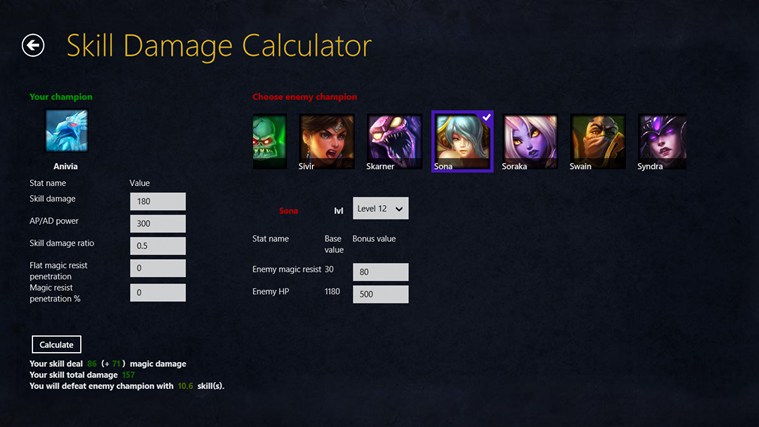 Skill Damage Calculator
Your champion
Anivia
Stat name Value
Skill damage 180
AP/AD power 300
Skill damage ratio 0.5
Flat magic resist penetration 0
Magic resist penetration % 0
Choose enemy champion
Sivir Skarner Sona Soraka Swain Syndra
Sona lvl Level 12
Stat name Base value Bonus value
Enemy magic resist 30 80
Enemy HP 1180 500
Calculate
Your skill deal 86 (+ 71) magic damage
Your skill total damage 157
You will defeat enemy champion with 10.6 skill(s).